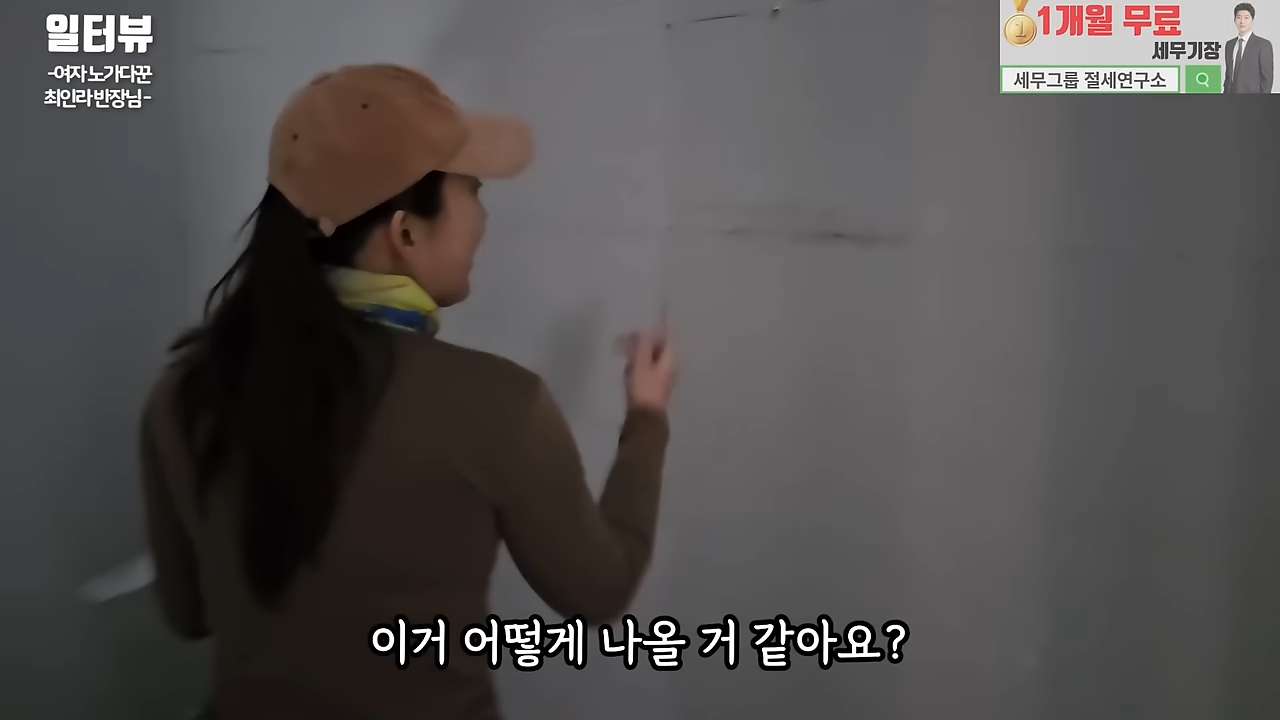 일터뷰
-여자 노가다꾼
최인라 반장님-
1개월 무료
세무기장
세무그룹 절세연구소
이거 어떻게 나올 거 같아요?